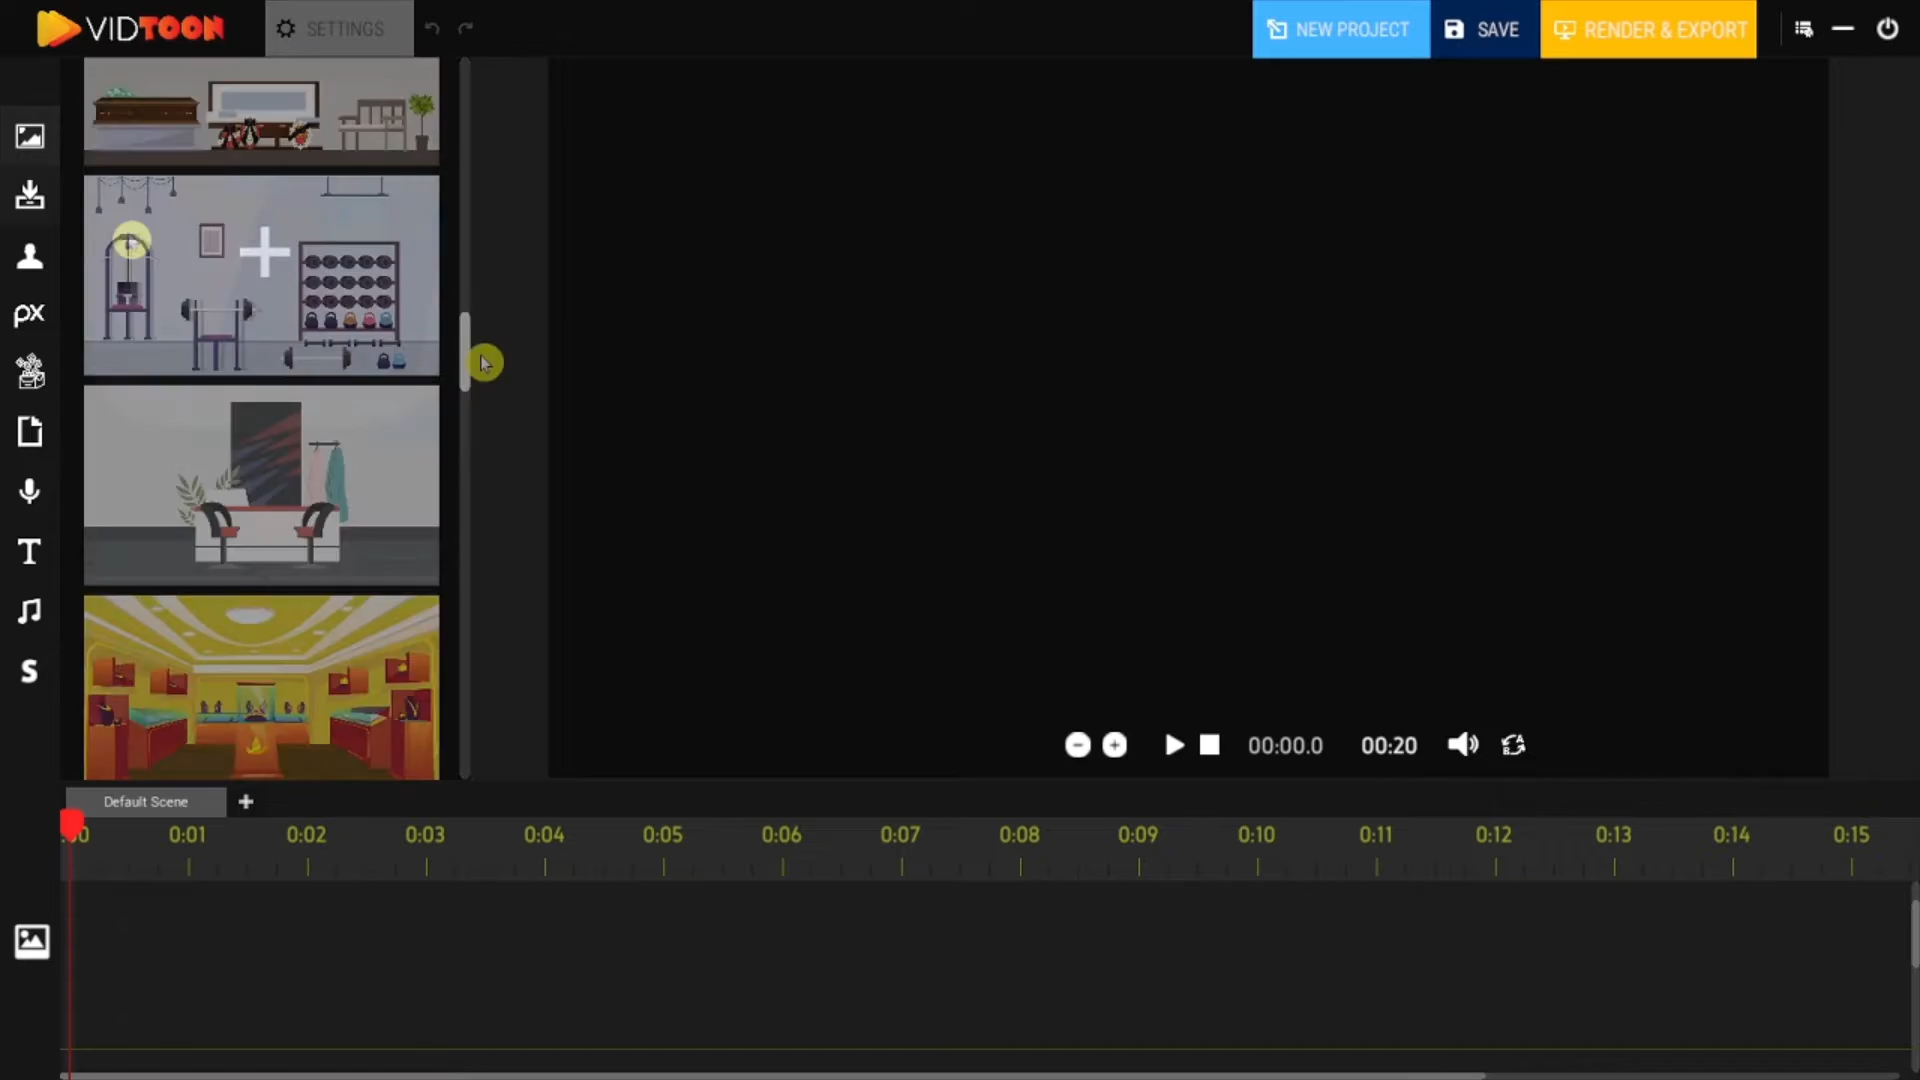 VIDTOON
SETTINGS
NEW PROJECT
SAVE
RENDER & EXPORT
px
T
S
00:00.0
00:20
Default Scene
:00 0:01 0:02 0:03 0:04 0:05 0:06 0:07 0:08 0:09 0:10 0:11 0:12 0:13 0:14 0:15